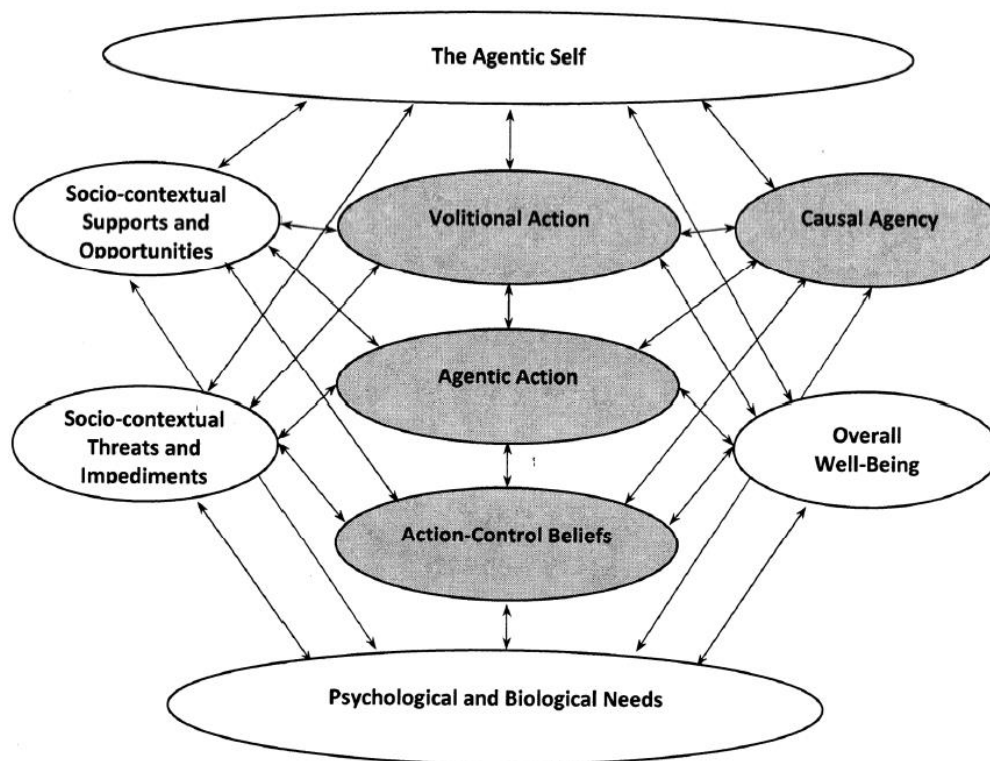 The Agentic Self
Socio-contextual
Supports and
Opportunities
Volitional Action
Causal Agency
Agentic Action
Socio-contextual
Threats and
Impediments
Overall
Well-Being
Action-Control Beliefs
Psychological and Biological Needs